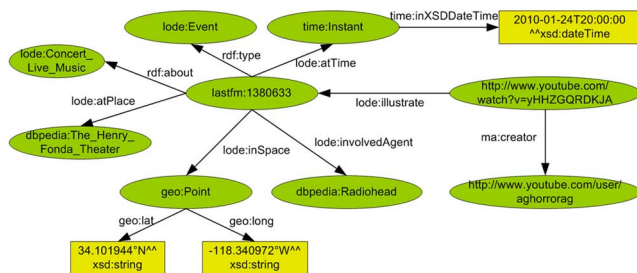 lode:Event
time:Instant
time:inXSDDateTime
2010-01-24T20:00:00
^^xsd:dateTime
lode:Concert_
Live_Music
rdf:type
rdf:about
lode:atTime
lode:atPlace
lastfm:1380633
lode:illustrate
http://www.youtube.com/
watch?v=yHHZGQRDKJA
dbpedia:The_Henry_
Fonda_Theater
lode:inSpace
lode:involvedAgent
ma:creator
geo:Point
dbpedia:Radiohead
http://www.youtube.com/user/
aghorrorag
geo:lat
geo:long
34.101944°N^^
xsd:string
-118.340972°W^^
xsd:string